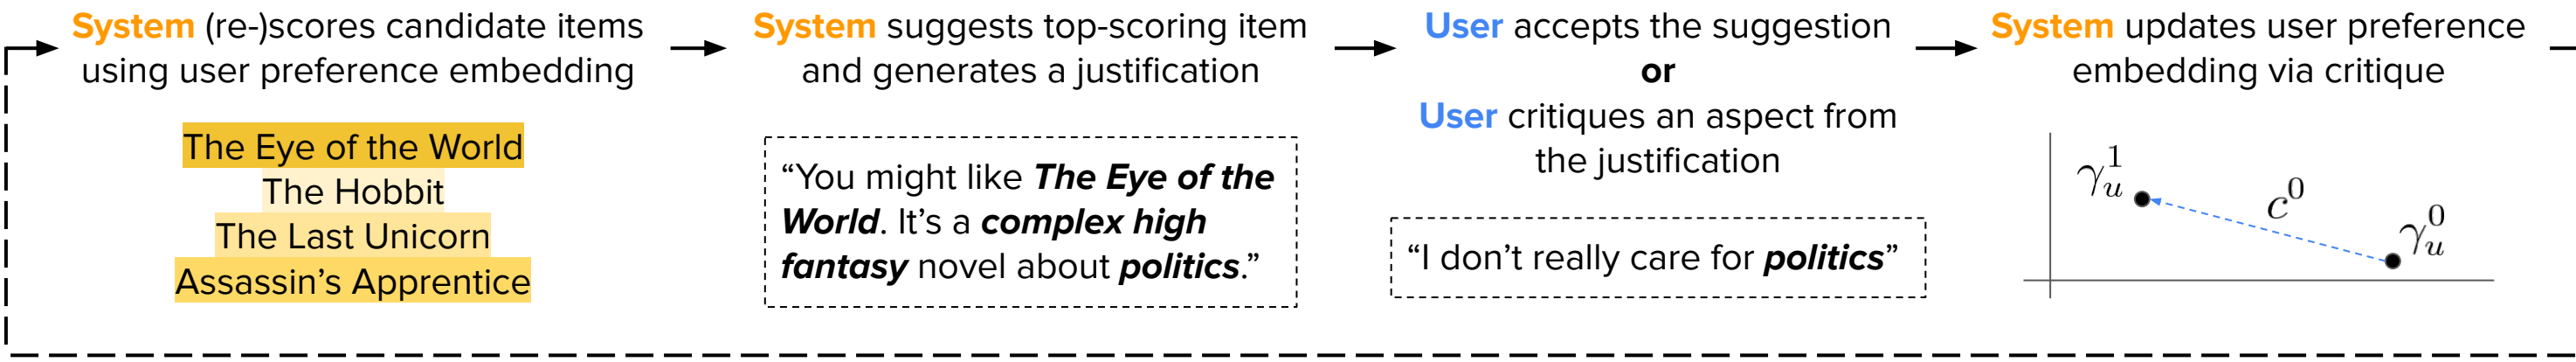 System (re-)scores candidate items
using user preference embedding
The Eye of the World
The Hobbit
The Last Unicorn
Assassin’s Apprentice
System suggests top-scoring item
and generates a justification
“You might like The Eye of the
World. It’s a complex high
fantasy novel about politics.”
User accepts the suggestion
or
User critiques an aspect from
the justification
“I don’t really care for politics”
System updates user preference
embedding via critique
γ_u^1
c^0
γ_u^0